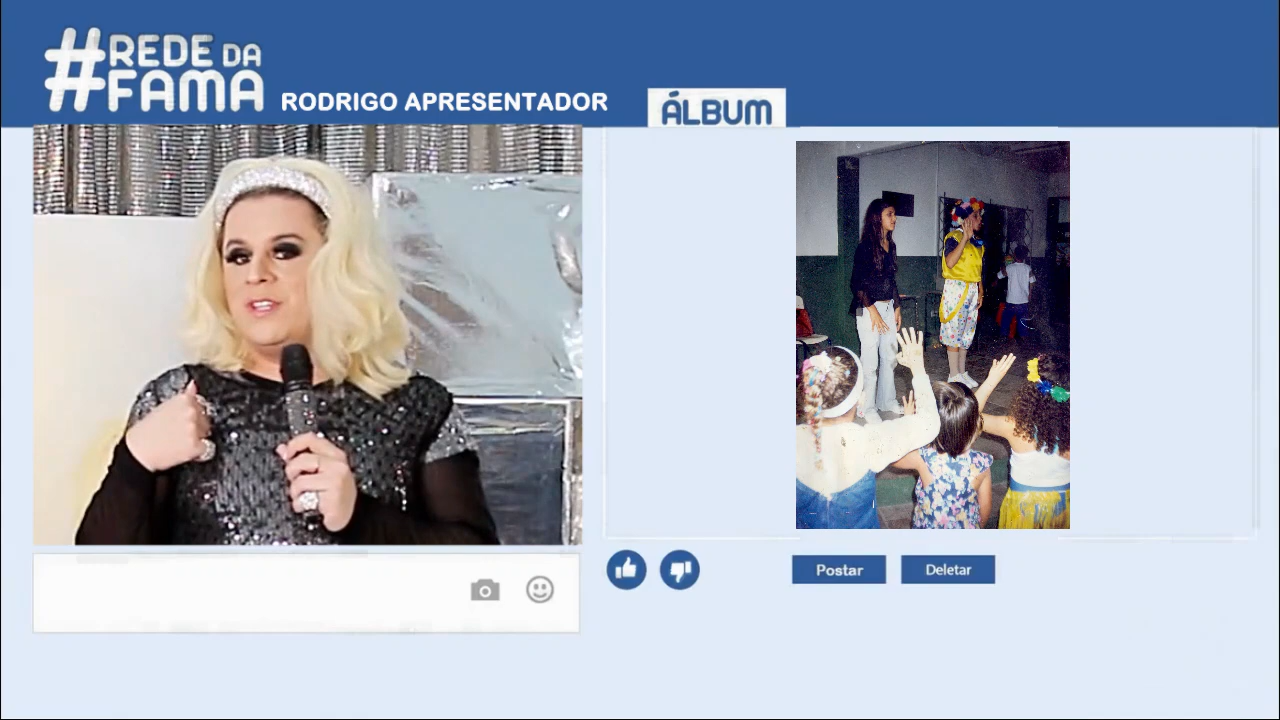 #REDE DA
FAMA
RODRIGO APRESENTADOR
ÁLBUM
Postar
Deletar